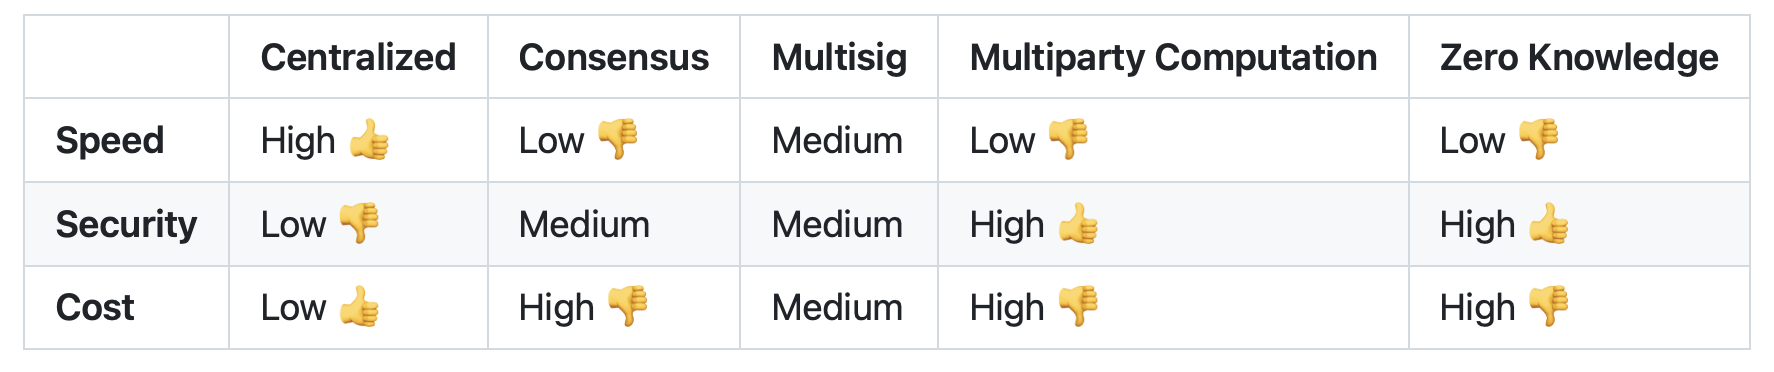 Centralized Consensus Multisig Multiparty Computation Zero Knowledge
Speed High 👍 Low 👎 Medium Low 👎 Low 👎
Security Low 👎 Medium Medium High 👍 High 👍
Cost Low 👍 High 👎 Medium High 👎 High 👎